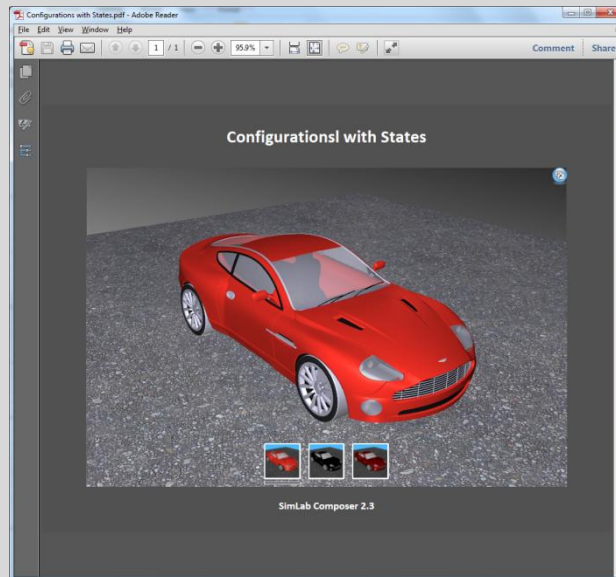 Configurations with States.pdf - Adobe Reader
File Edit View Window Help
1 / 1 95.9% Comment Share
Configurationsl with States
SimLab Composer 2.3